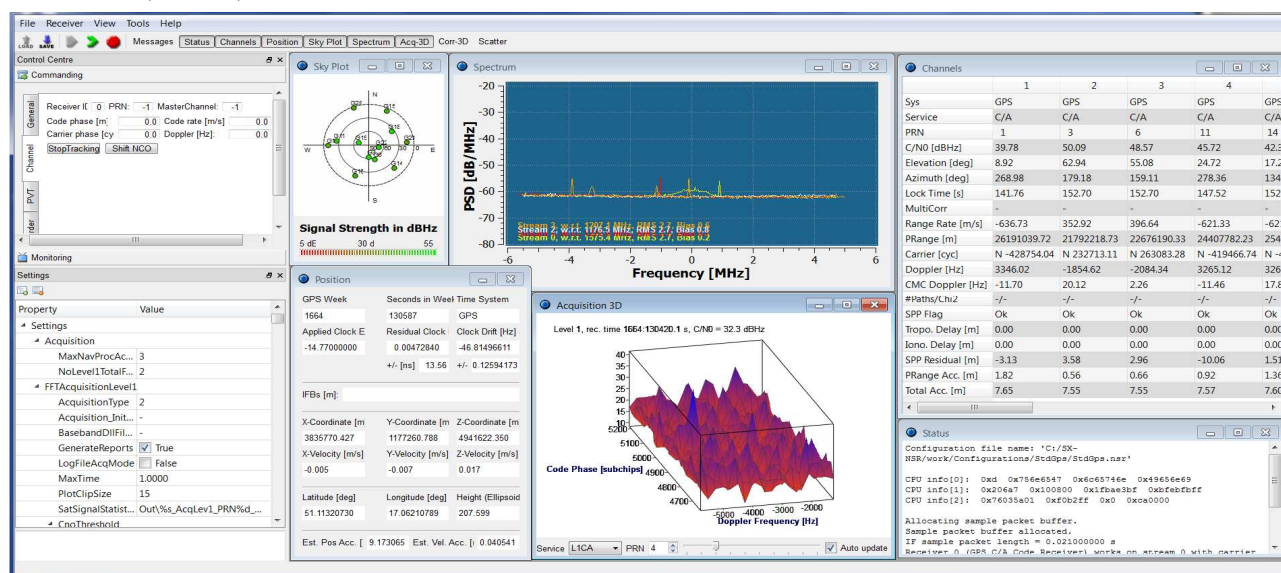 File Receiver View Tools Help
LOAD SAVE Messages Status Channels Position Sky Plot Spectrum Acq-3D Corr-3D Scatter
Control Centre
Commanding
General
Channel
PVT
rder
Receiver II 0 PRN: -1 MasterChannel: -1
Code phase [m 0.0 Code rate [m/s] 0.0
Carrier phase [cy 0.0 Doppler [Hz]: 0.0
StopTracking Shift NCO
Monitoring
Settings
Property Value
Settings
Acquisition
MaxNavProcAc... 3
NoLevel1TotalF... 2
FFTAcquisitionLevel1
AcquisitionType 2
Acquisition_Init... -
BasebandDllFil... -
GenerateReports True
LogFileAcqMode False
MaxTime 1.0000
PlotClipSize 15
SatSignalStatist... Out\%s_AcqLev1_PRN%d_...
CnoThreshold
Sky Plot
N
W
E
S
Signal Strength in dBHz
5 dE 30 d 55
Spectrum
PSD [dB/MHz]
-20
-30
-40
-50
-60
-70
-80
Stream 2, w.r.t. 1176.5 MHz, RMS 2.7, Bias 0.8
Stream 0, w.r.t. 1575.4 MHz, RMS 2.7, Bias 0.2
-6 -4 -2 0 2 4 6
Frequency [MHz]
Position
GPS Week Seconds in Weel Time System
1664 130587 GPS
Applied Clock E Residual Clock Clock Drift [Hz]
-14.77000000 0.00472840 -46.81496611
+/- [ns] 13.56 +/- 0.12594173
IFBs [m]:
X-Coordinate [m Y-Coordinate [m Z-Coordinate [m
3835770.427 1177260.788 4941622.350
X-Velocity [m/s] Y-Velocity [m/s] Z-Velocity [m/s]
-0.005 -0.007 0.017
Latitude [deg] Longitude [deg] Height (Ellipsoid
51.11320730 17.06210789 207.599
Est. Pos Acc. [ 9.173065 Est. Vel. Acc. [ 0.040541
Acquisition 3D
Level 1, rec. time 1664:130420.1 s, C/N0 = 32.3 dBHz
40
35
30
25
20
15
10
5200
5100
5000
4900
4800
4700
Code Phase [subchips]
-5000 -4000 -3000 -2000
Doppler Frequency [Hz]
Service L1CA PRN 4 Auto update
Channels
1 2 3 4
Sys GPS GPS GPS GPS GPS
Service C/A C/A C/A C/A C/A
PRN 1 3 6 11 14
C/N0 [dBHz] 39.78 50.09 48.57 45.72 42.3
Elevation [deg] 8.92 62.94 55.08 24.72 17.2
Azimuth [deg] 268.98 179.18 159.11 278.36 134
Lock Time [s] 141.76 152.70 152.70 147.52 152
MultiCorr - - - - -
Range Rate [m/s] -636.73 352.92 396.64 -621.33 -621
PRange [m] 26191039.72 21792218.73 22676190.33 24407782.23 254
Carrier [cyc] N -428754.04 N 232713.11 N 263083.28 N -419466.74 N -4
Doppler [Hz] 3346.05 -1854.62 -2084.34 3265.12 326
CMC Doppler [Hz] -11.70 20.12 2.26 -11.46 17.8
#Paths/Chi2 -/- -/- -/- -/- -/-
SPP Flag Ok Ok Ok Ok Ok
Tropo. Delay [m] 0.00 0.00 0.00 0.00 0.00
Iono. Delay [m] 0.00 0.00 0.00 0.00 0.00
SPP Residual [m] -3.13 3.58 2.96 -10.06 1.51
PRange Acc. [m] 1.82 0.56 0.66 0.92 1.36
Total Acc. [m] 7.65 7.55 7.55 7.57 7.60
Status
Configuration file name: 'C:/SX-
NSR/work/Configurations/StdGps/StdGps.nsr'
CPU info[0]: 0xd 0x756e6547 0x6c65746e 0x49656e69
CPU info[1]: 0x206a7 0x100800 0x1fbae3bf 0xbfebfbff
CPU info[2]: 0x76035a01 0xf0b2ff 0x0 0xca0000
Allocating sample packet buffer.
Sample packet buffer allocated.
IF sample packet length = 0.021000000 s
Receiver 0 (GPS C/A Code Receiver) works on stream 0 with carrier